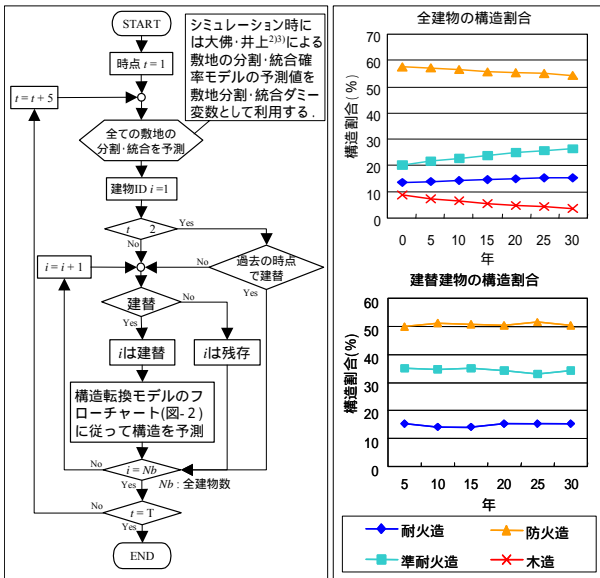 START
シミュレーション時に
は大佛・井上2)3)による
敷地の分割・統合確
率モデルの予測値を
敷地分割・統合ダミー
変数として利用する.
時点 t = 1
t = t + 5
全ての敷地の
分割・統合を予測
建物ID i =1
t 2
Yes
No
i = i + 1
No
過去の時点
で建替
Yes
建替
No
Yes
iは建替
iは残存
構造転換モデルのフ
ローチャート(図-２)
に従って構造を予測
No
i = Nb
Yes
Nb : 全建物数
No
t = T
Yes
END
全建物の構造割合
構造割合(%)
70
60
50
40
30
20
10
0
0 5 10 15 20 25 30
年
建替建物の構造割合
構造割合(%)
60
50
40
30
20
10
0
5 10 15 20 25 30
年
耐火造 防火造
準耐火造 木造